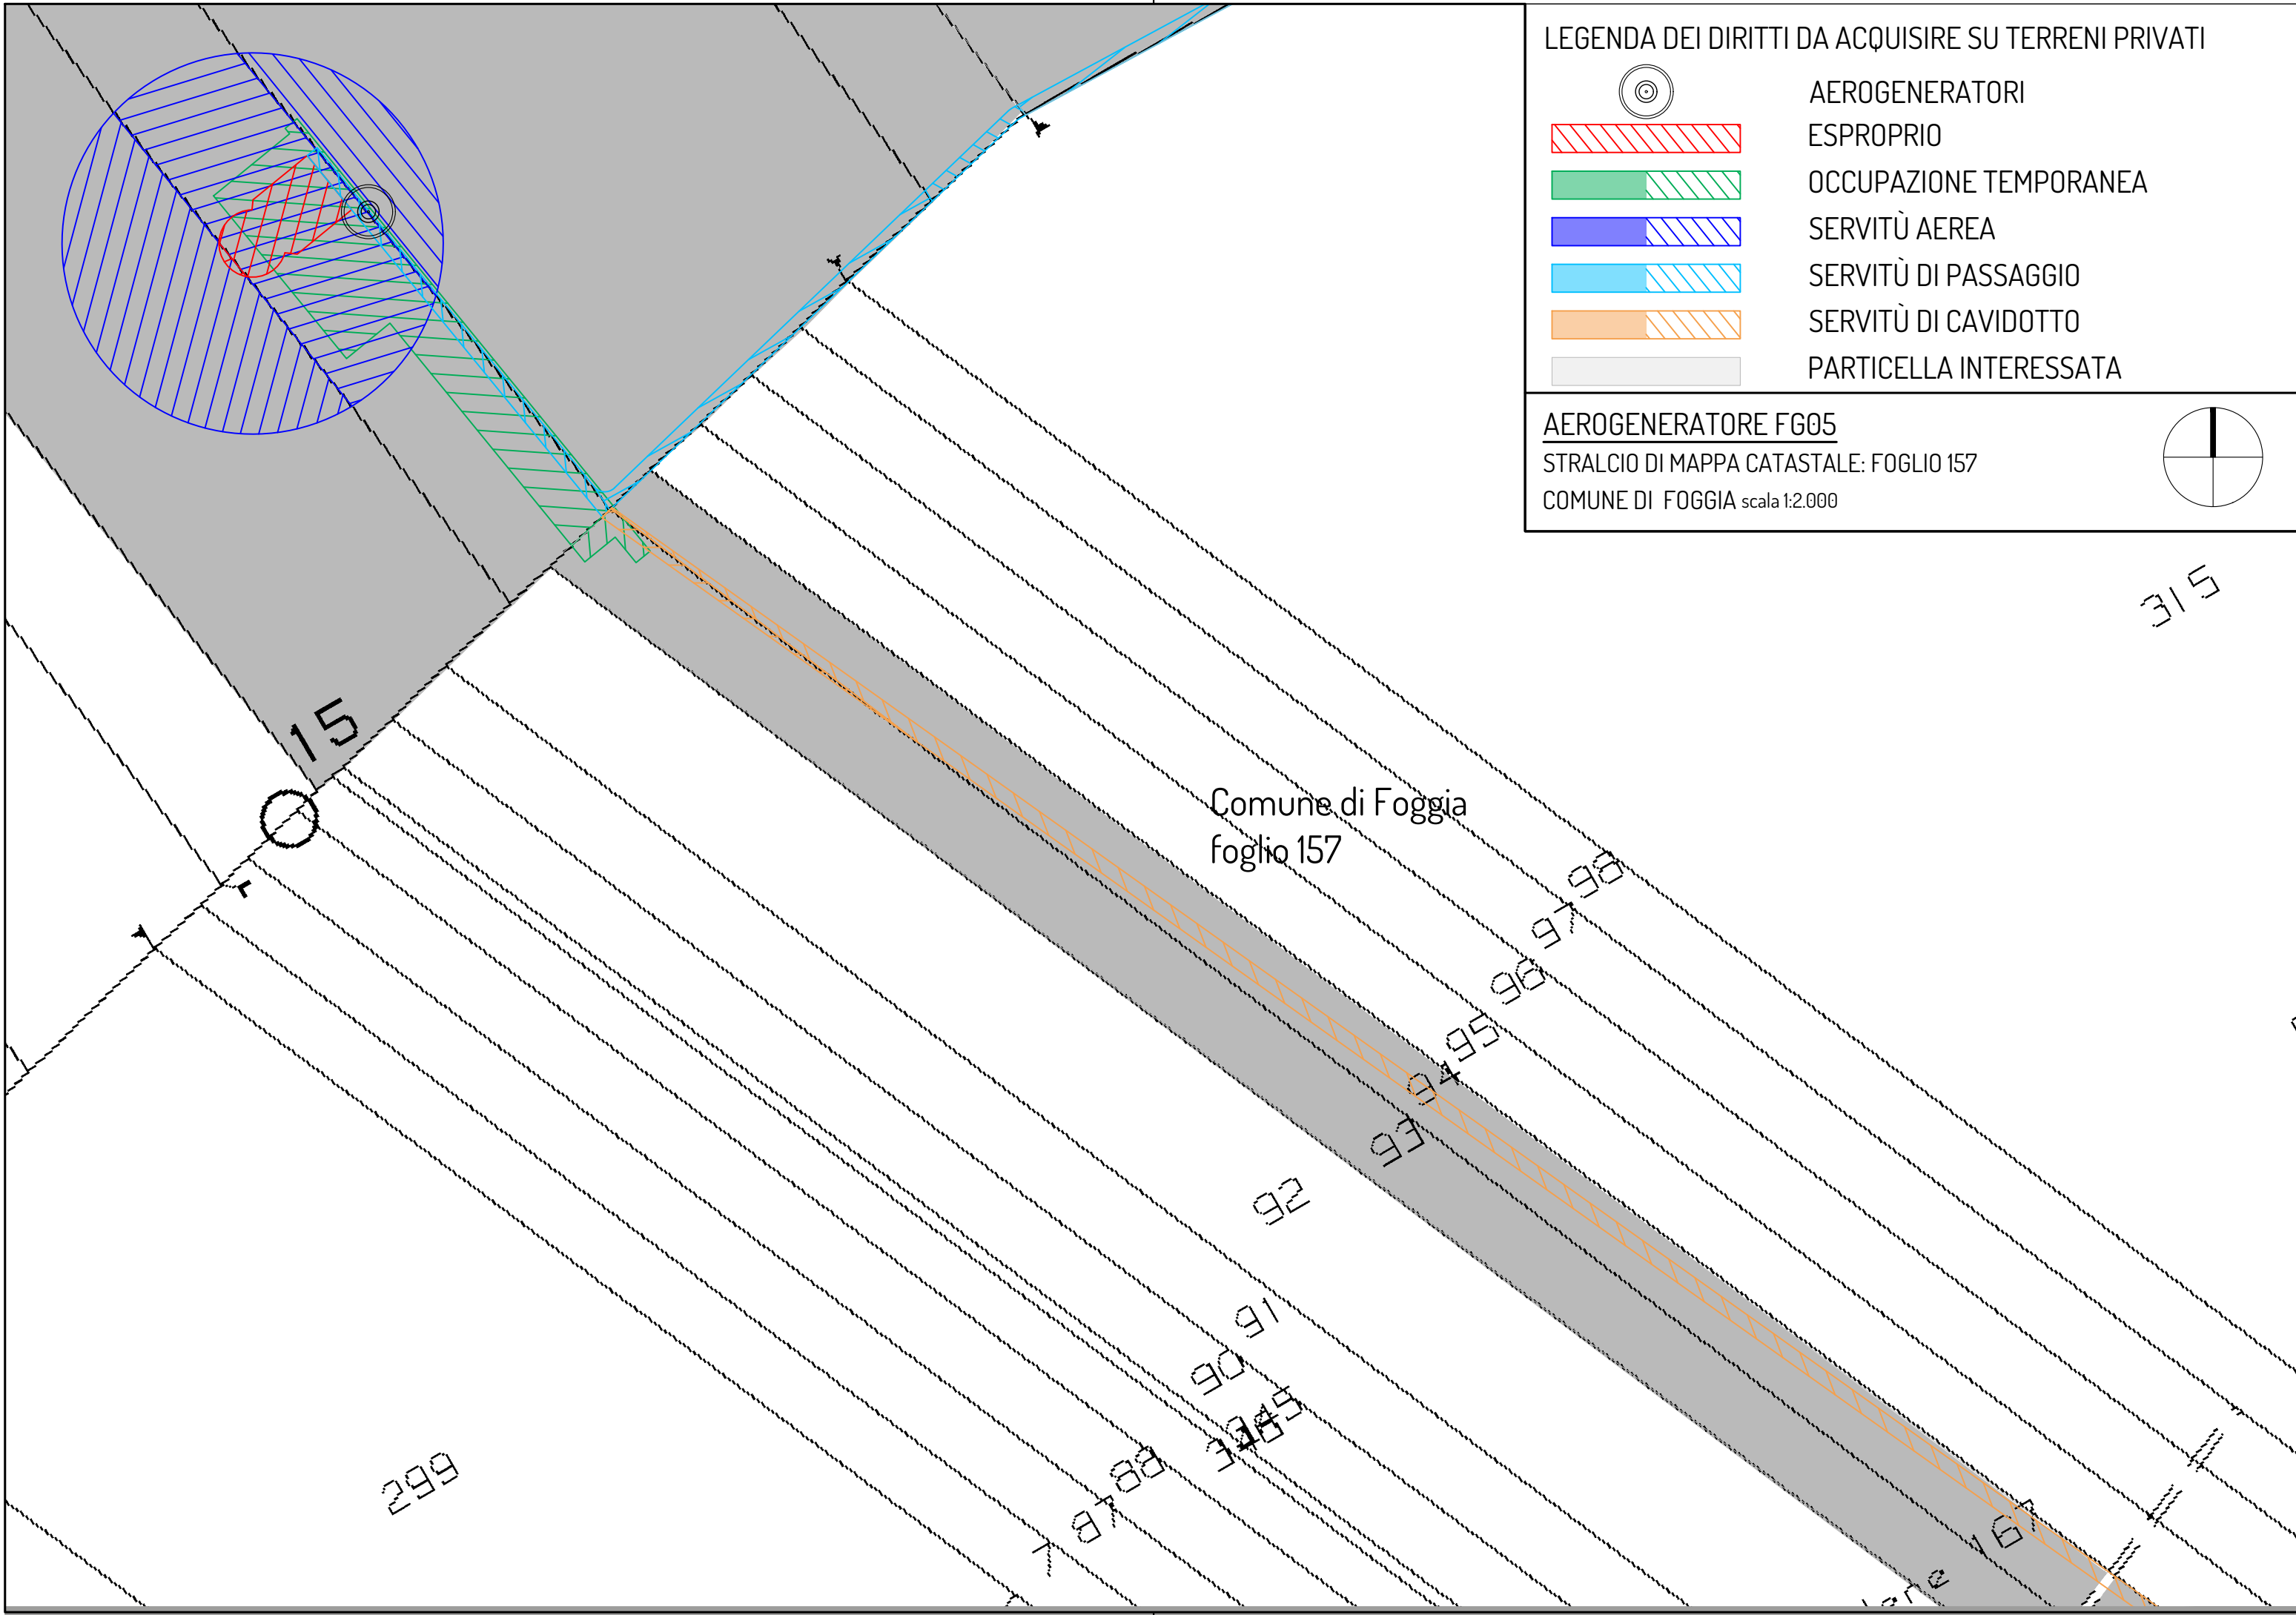 LEGENDA DEI DIRITTI DA ACQUISIRE SU TERRENI PRIVATI
AEROGENERATORI
ESPROPRIO
OCCUPAZIONE TEMPORANEA
SERVITÙ AEREA
SERVITÙ DI PASSAGGIO
SERVITÙ DI CAVIDOTTO
PARTICELLA INTERESSATA
AEROGENERATORE FG05
STRALCIO DI MAPPA CATASTALE: FOGLIO 157
COMUNE DI FOGGIA scala 1:2.000
315
15
Comune di Foggia
foglio 157
98
97
96
95
94
93
92
91
90
88
87
299